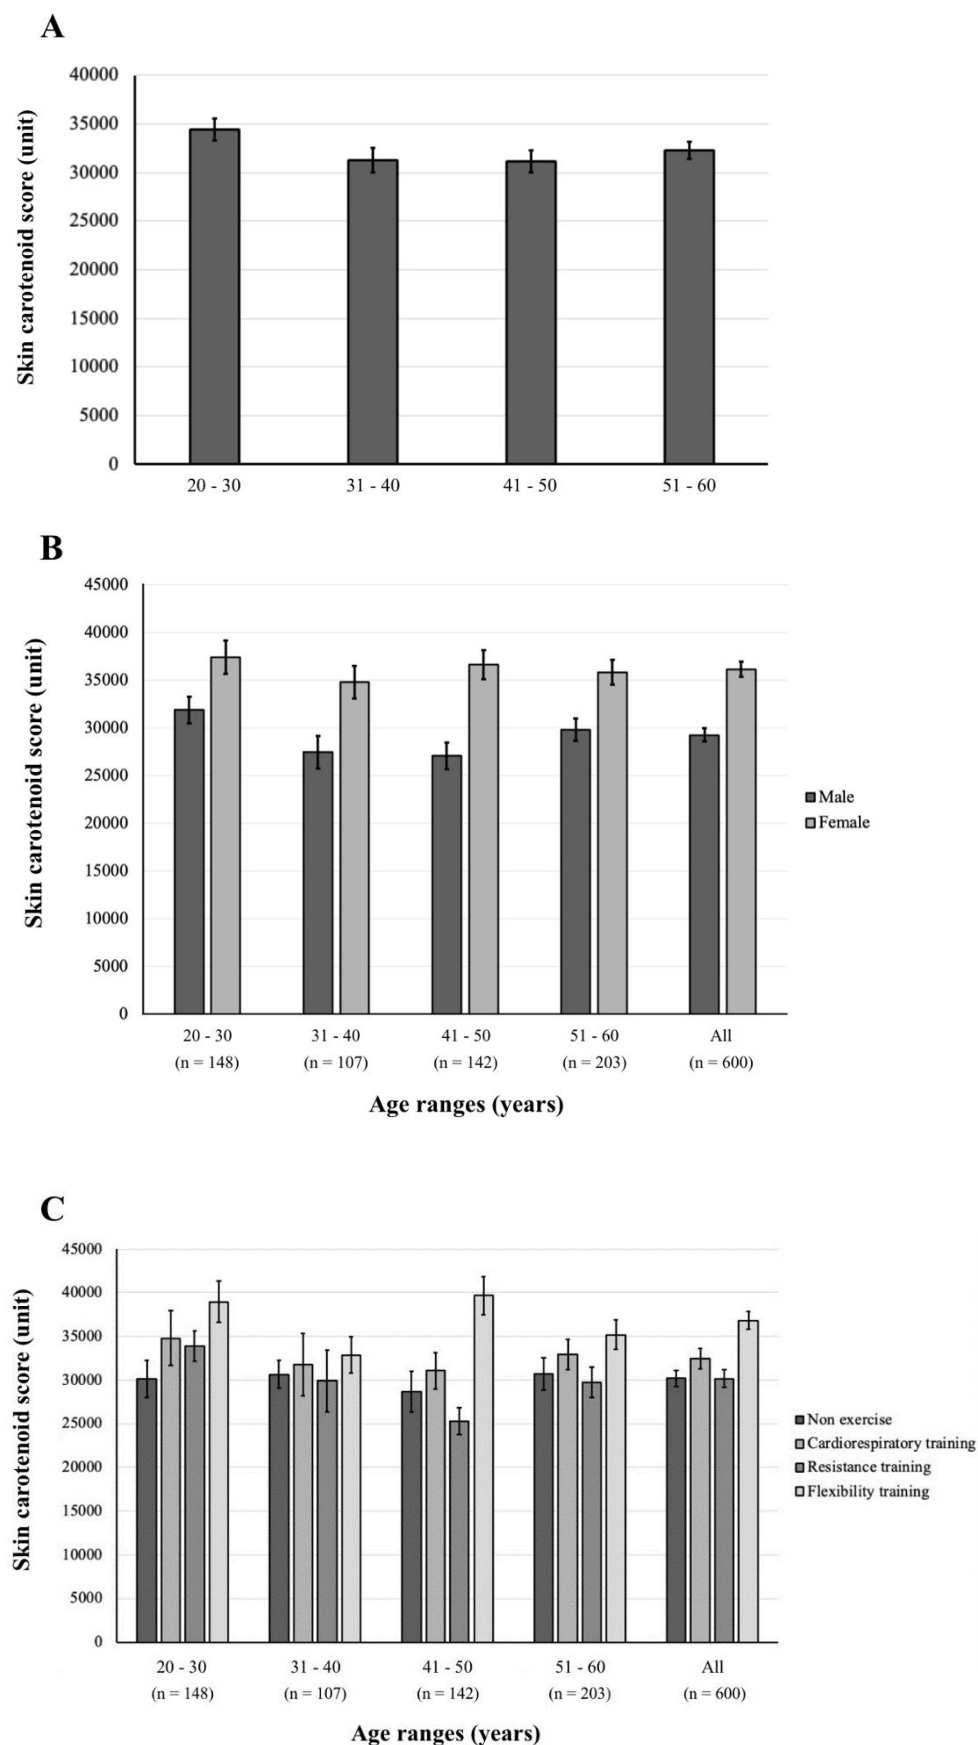 A
Skin carotenoid score (unit)
40000
35000
30000
25000
20000
15000
10000
5000
0
20 - 30
31 - 40
41 - 50
51 - 60
B
Skin carotenoid score (unit)
45000
40000
35000
30000
25000
20000
15000
10000
5000
0
20 - 30
31 - 40
41 - 50
51 - 60
All
(n = 148)
(n = 107)
(n = 142)
(n = 203)
(n = 600)
Age ranges (years)
Male
Female
C
Skin carotenoid score (unit)
45000
40000
35000
30000
25000
20000
15000
10000
5000
0
20 - 30
31 - 40
41 - 50
51 - 60
All
(n = 148)
(n = 107)
(n = 142)
(n = 203)
(n = 600)
Age ranges (years)
Non exercise
Cardiorespiratory training
Resistance training
Flexibility training